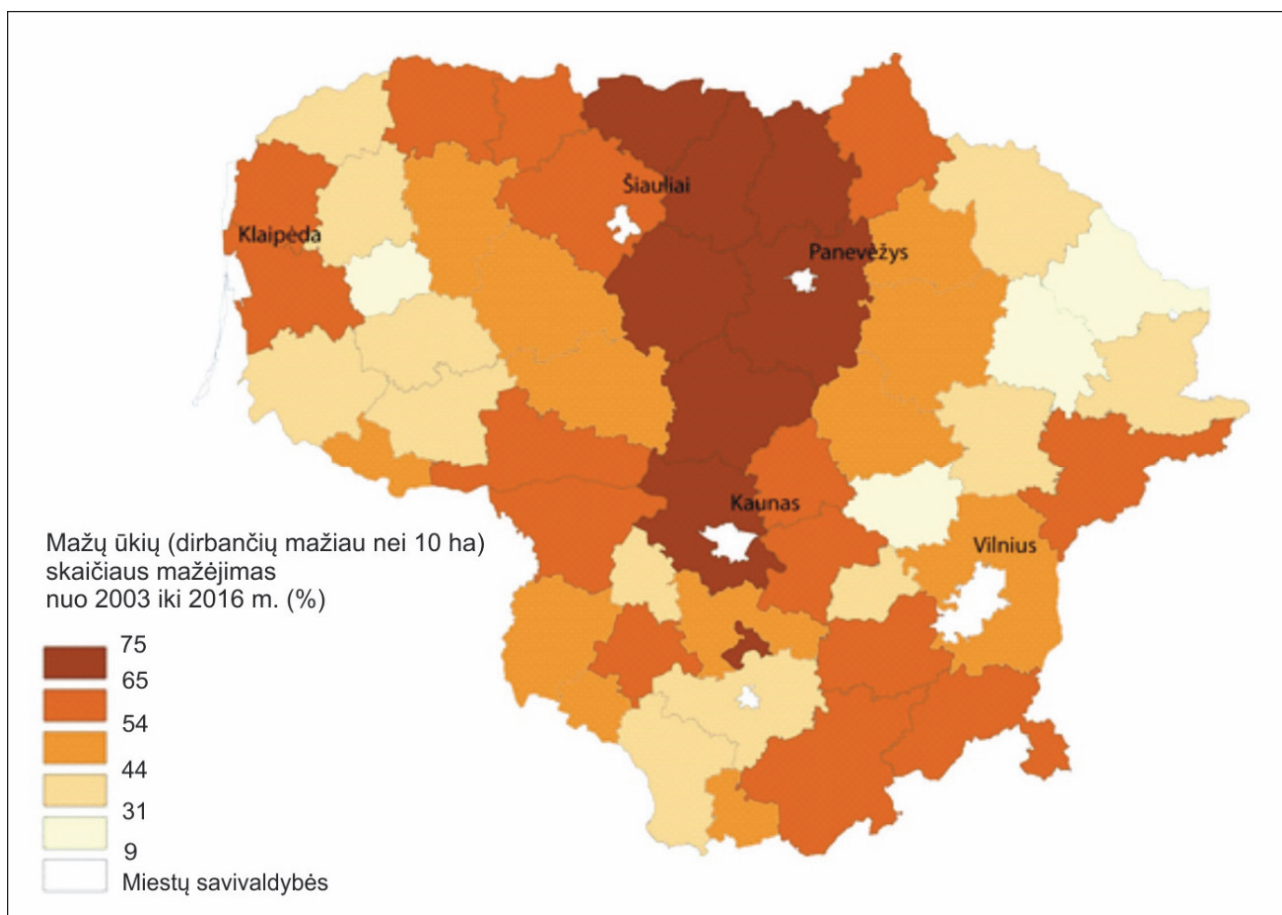 Šiauliai
Klaipėda
Panevėžys
Kaunas
Vilnius
Mažų ūkių (dirbančių mažiau nei 10 ha)
skaičiaus mažėjimas
nuo 2003 iki 2016 m. (%)
75
65
54
44
31
9
Miestų savivaldybės